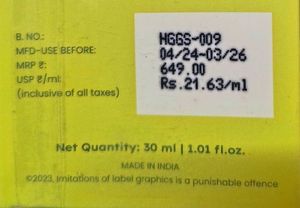 B. NO.: HGGS-009
MFD-USE BEFORE: 04/24-03/26
MRP ₹: 649.00
USP ₹/ml: Rs.21.63/ml
(inclusive of all taxes)
Net Quantity: 30 ml | 1.01 fl.oz.
MADE IN INDIA
©2023, Imitations of label graphics is a punishable offence